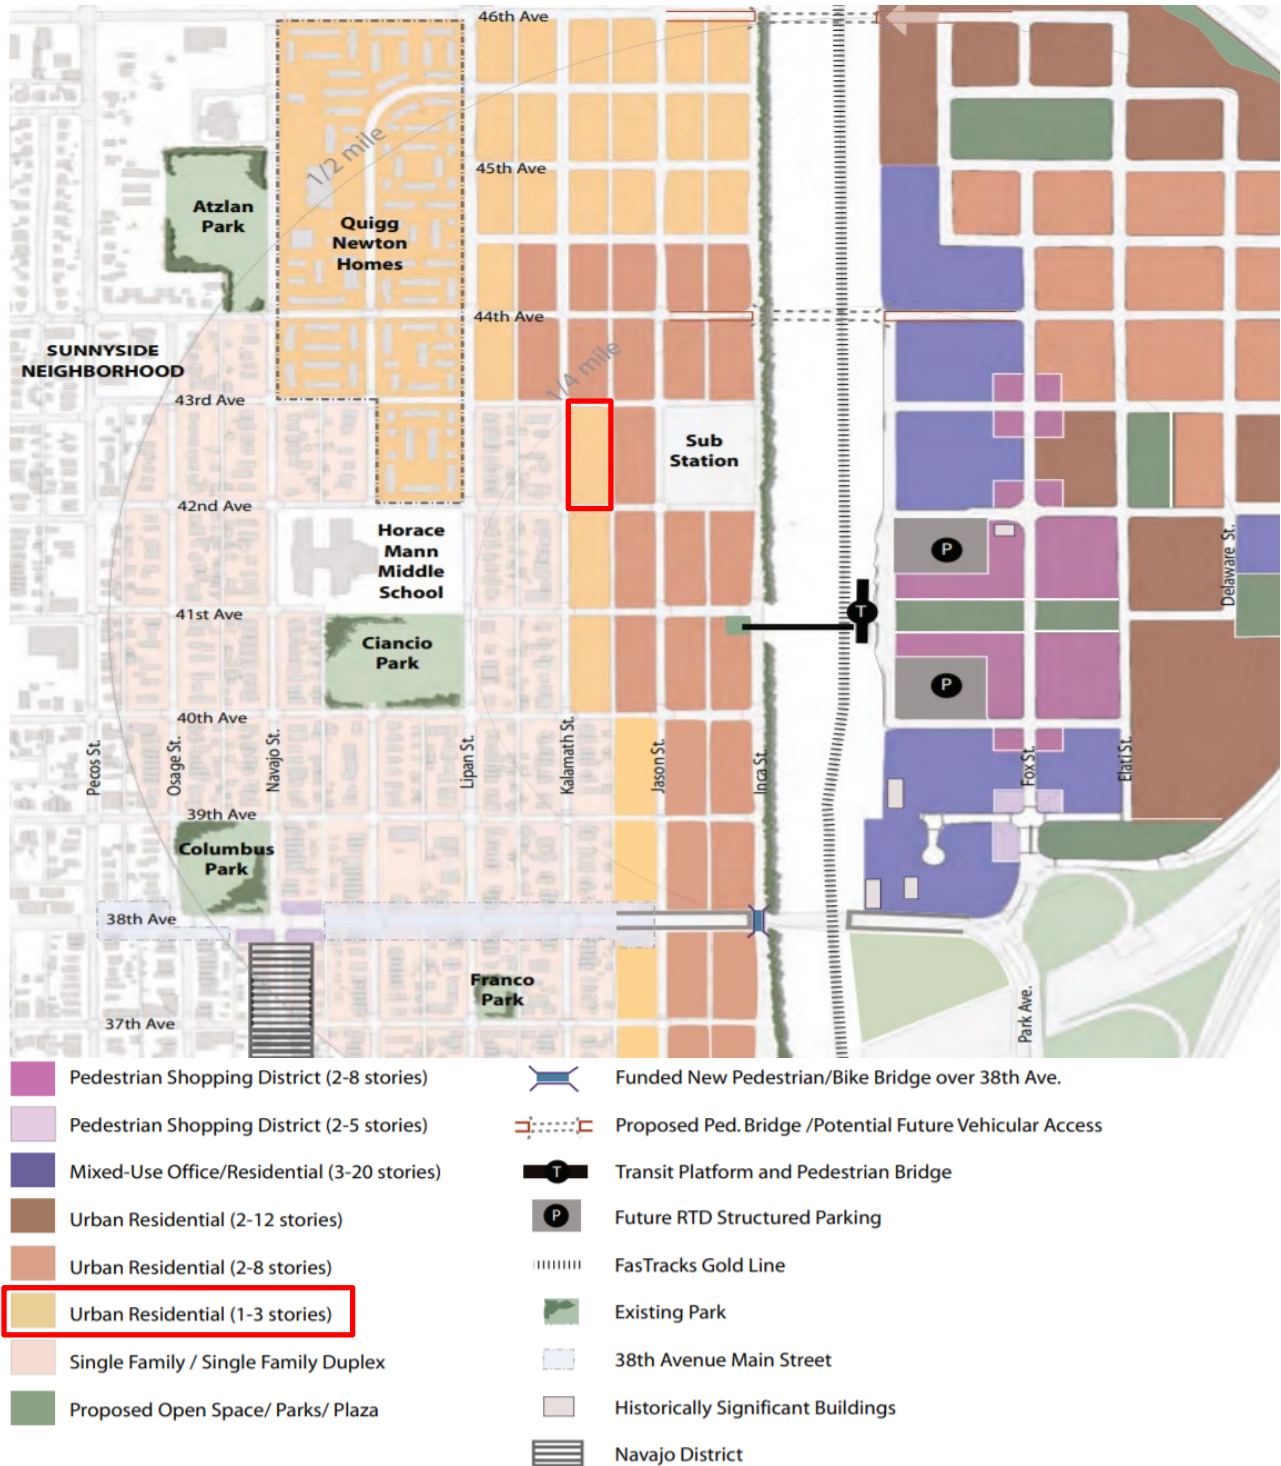 46th Ave
1/2 mile
45th Ave
Atzlan
Park
Quigg
Newton
Homes
44th Ave
SUNNYSIDE
NEIGHBORHOOD
1/4 mile
43rd Ave
Sub
Station
42nd Ave
Horace
Mann
Middle
School
P
Delaware St.
41st Ave
T
Ciancio
Park
P
40th Ave
Pecos St.
Osage St.
Navajo St.
Lipan St.
Kalamath St.
Jason St.
Inca St.
Fox St.
Elati St.
39th Ave
Columbus
Park
38th Ave
Franco
Park
Park Ave.
37th Ave
Pedestrian Shopping District (2-8 stories)
Pedestrian Shopping District (2-5 stories)
Mixed-Use Office/Residential (3-20 stories)
Urban Residential (2-12 stories)
Urban Residential (2-8 stories)
Urban Residential (1-3 stories)
Single Family / Single Family Duplex
Proposed Open Space/ Parks/ Plaza
Funded New Pedestrian/Bike Bridge over 38th Ave.
Proposed Ped. Bridge /Potential Future Vehicular Access
T
Transit Platform and Pedestrian Bridge
P
Future RTD Structured Parking
FasTracks Gold Line
Existing Park
38th Avenue Main Street
Historically Significant Buildings
Navajo District